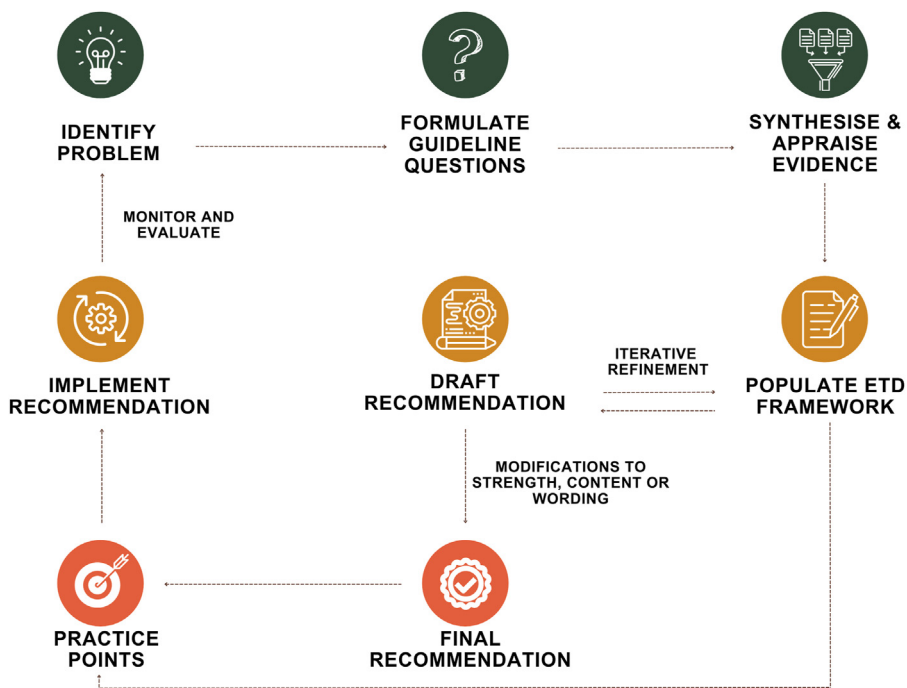 IDENTIFY
PROBLEM
FORMULATE
GUIDELINE
QUESTIONS
SYNTHESISE &
APPRAISE
EVIDENCE
MONITOR AND
EVALUATE
IMPLEMENT
RECOMMENDATION
DRAFT
RECOMMENDATION
ITERATIVE
REFINEMENT
POPULATE ETD
FRAMEWORK
MODIFICATIONS TO
STRENGTH, CONTENT OR
WORDING
PRACTICE
POINTS
FINAL
RECOMMENDATION